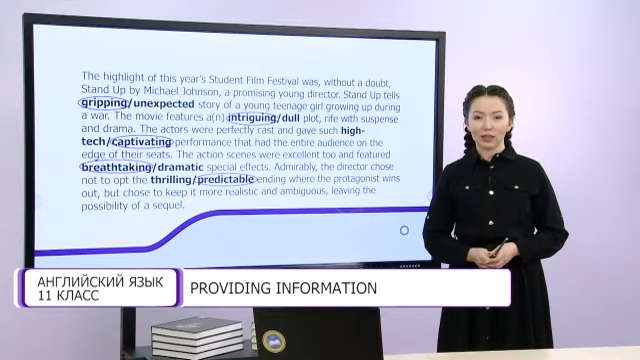 The highlight of this year's Student Film Festival was, without a doubt,
Stand Up by Michael Johnson, a promising young director. Stand Up tells
gripping/unexpected story of a young teenage girl growing up during
a war. The movie features a(n) intriguing/dull plot, rife with suspense
and drama. The actors were perfectly cast and gave such high-
tech/captivating performance that had the entire audience on the
edge of their seats. The action scenes were excellent too and featured
breathtaking/dramatic special effects. Admirably, the director chose
not to opt the thrilling/predictable ending where the protagonist wins
out, but chose to keep it more realistic and ambiguous, leaving the
possibility of a sequel.
АНГЛИЙСКИЙ ЯЗЫК
11 КЛАСС
PROVIDING INFORMATION